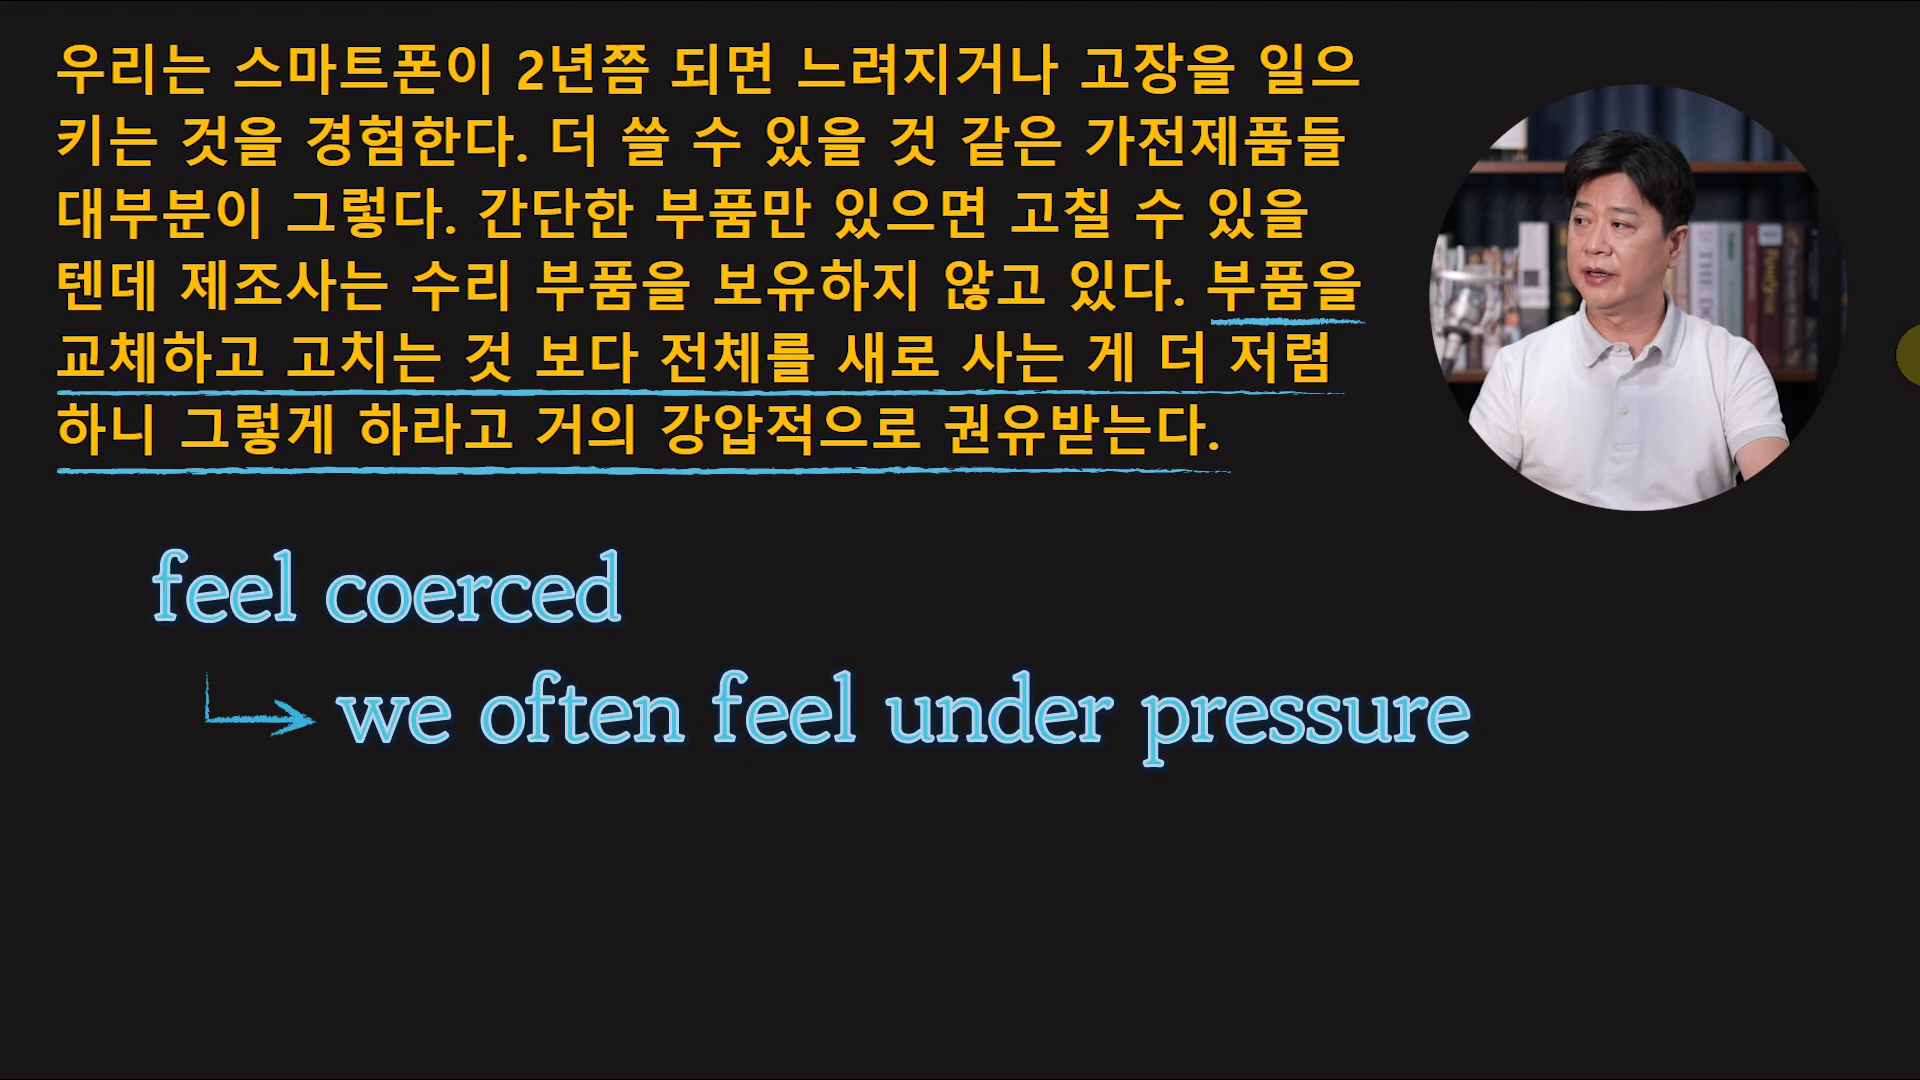 우리는 스마트폰이 2년쯤 되면 느려지거나 고장을 일으
키는 것을 경험한다. 더 쓸 수 있을 것 같은 가전제품들
대부분이 그렇다. 간단한 부품만 있으면 고칠 수 있을
텐데 제조사는 수리 부품을 보유하지 않고 있다. 부품을
교체하고 고치는 것 보다 전체를 새로 사는 게 더 저렴
하니 그렇게 하라고 거의 강압적으로 권유받는다.
feel coerced
we often feel under pressure